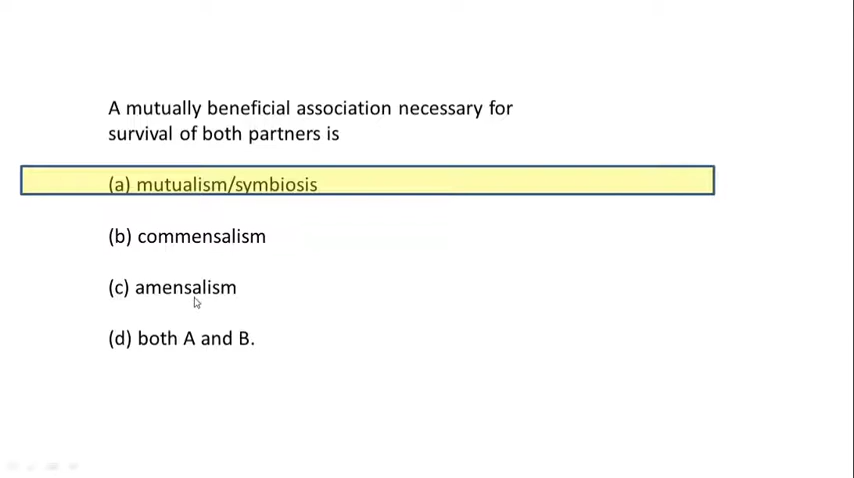 A mutually beneficial association necessary for
survival of both partners is
(a) mutualism/symbiosis
(b) commensalism
(c) amensalism
(d) both A and B.